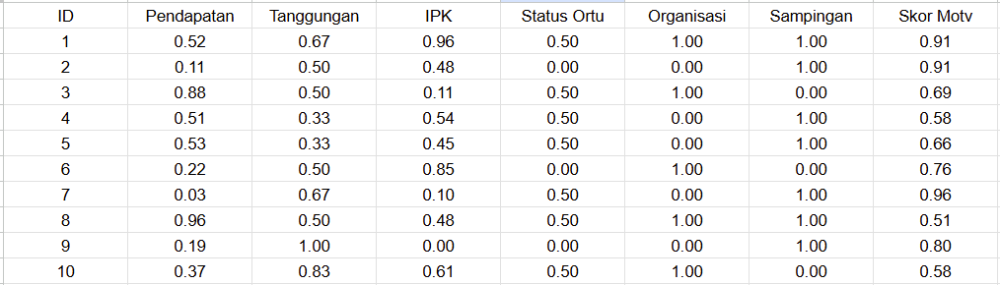 ID Pendapatan Tanggungan IPK Status Ortu Organisasi Sampingan Skor Motv
1 0.52 0.67 0.96 0.50 1.00 1.00 0.91
2 0.11 0.50 0.48 0.00 0.00 1.00 0.91
3 0.88 0.50 0.11 0.50 1.00 0.00 0.69
4 0.51 0.33 0.54 0.50 0.00 1.00 0.58
5 0.53 0.33 0.45 0.50 0.00 1.00 0.66
6 0.22 0.50 0.85 0.00 1.00 0.00 0.76
7 0.03 0.67 0.10 0.50 0.00 1.00 0.96
8 0.96 0.50 0.48 0.50 1.00 1.00 0.51
9 0.19 1.00 0.00 0.00 0.00 1.00 0.80
10 0.37 0.83 0.61 0.50 1.00 0.00 0.58